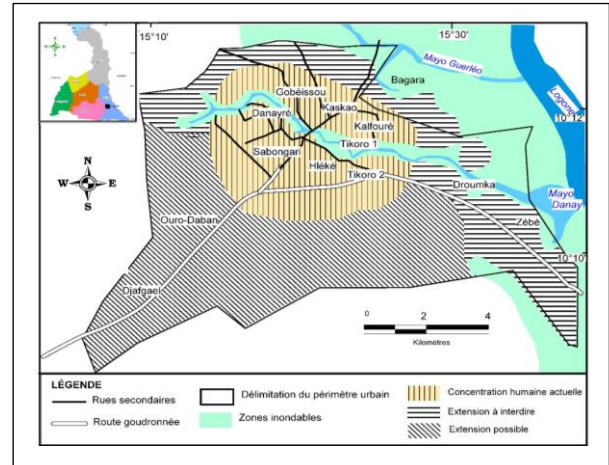 15°10
15°30
Mayo Guerléo
Bagara
Logone
Gobéissou
Kaskao
Danayré
Kalfouré
10°12
Tikoro 1
Sabongari
Hléké
Tikoro 2
Droumka
Mayo
Danay
N
W E
S
Ouro-Daban
Zébé
10°10
Djafgael
0 2 4
Kilomètres
LÉGENDE
Rues secondaires
Délimitation du périmètre urbain
Concentration humaine actuelle
Route goudronnée
Zones inondables
Extension à interdire
Extension possible